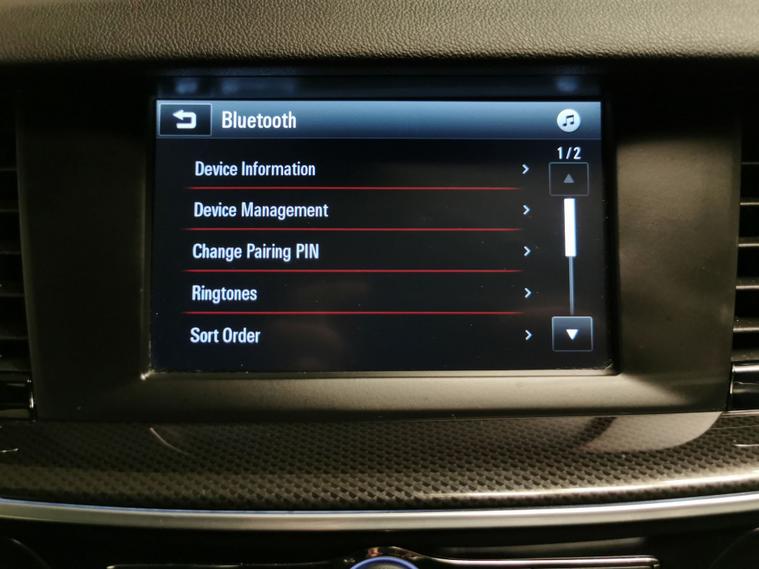 Bluetooth
1/2
Device Information
Device Management
Change Pairing PIN
Ringtones
Sort Order